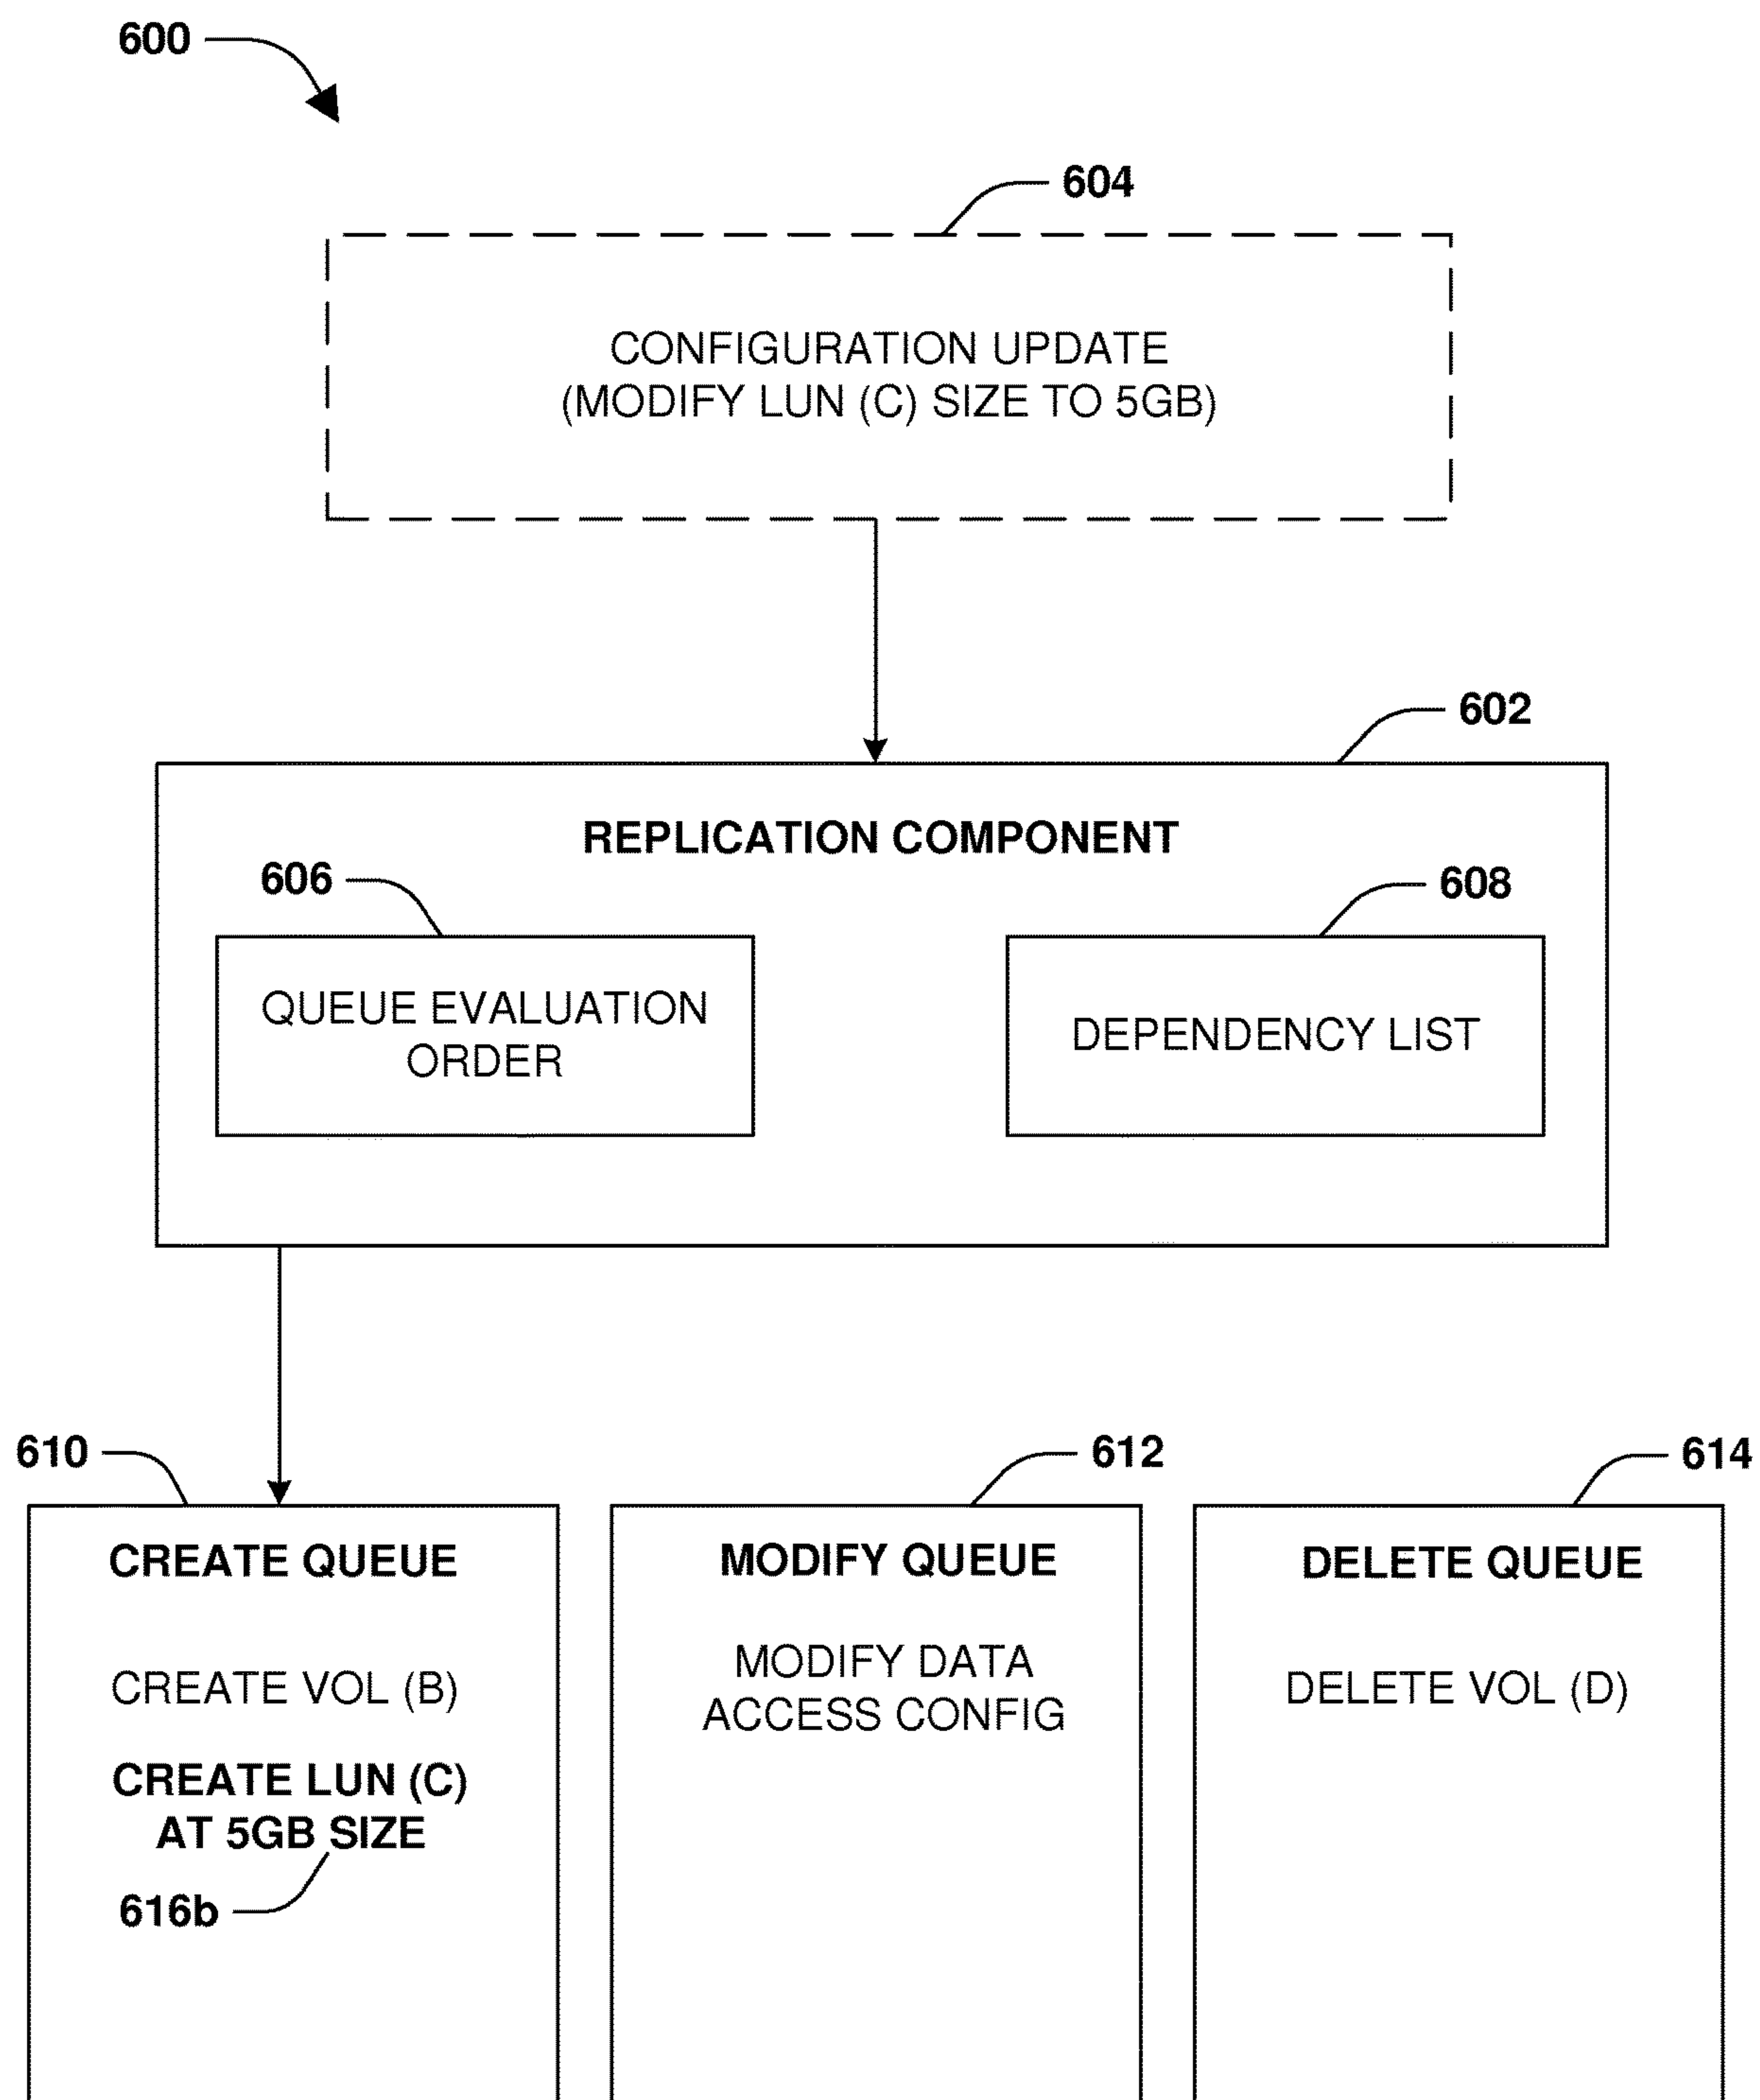 600
604
CONFIGURATION UPDATE
(MODIFY LUN (C) SIZE TO 5GB)
602
REPLICATION COMPONENT
606
608
QUEUE EVALUATION
ORDER
DEPENDENCY LIST
610
612
614
CREATE QUEUE
CREATE VOL (B)
CREATE LUN (C)
AT 5GB SIZE
616b
MODIFY QUEUE
MODIFY DATA
ACCESS CONFIG
DELETE QUEUE
DELETE VOL (D)